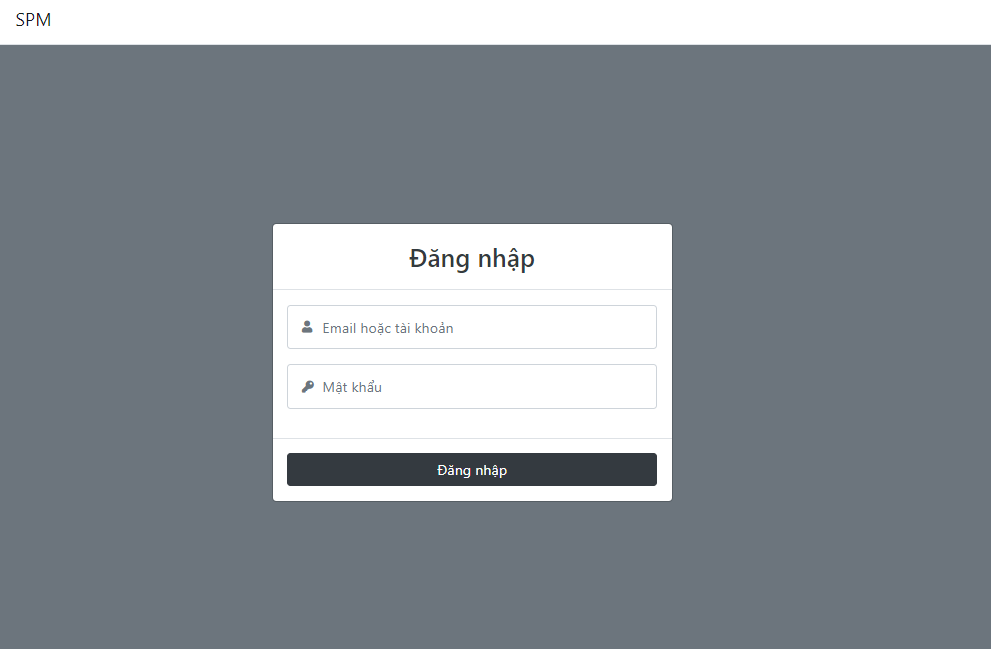 SPM
Đăng nhập
Email hoặc tài khoản
Mật khẩu
Đăng nhập